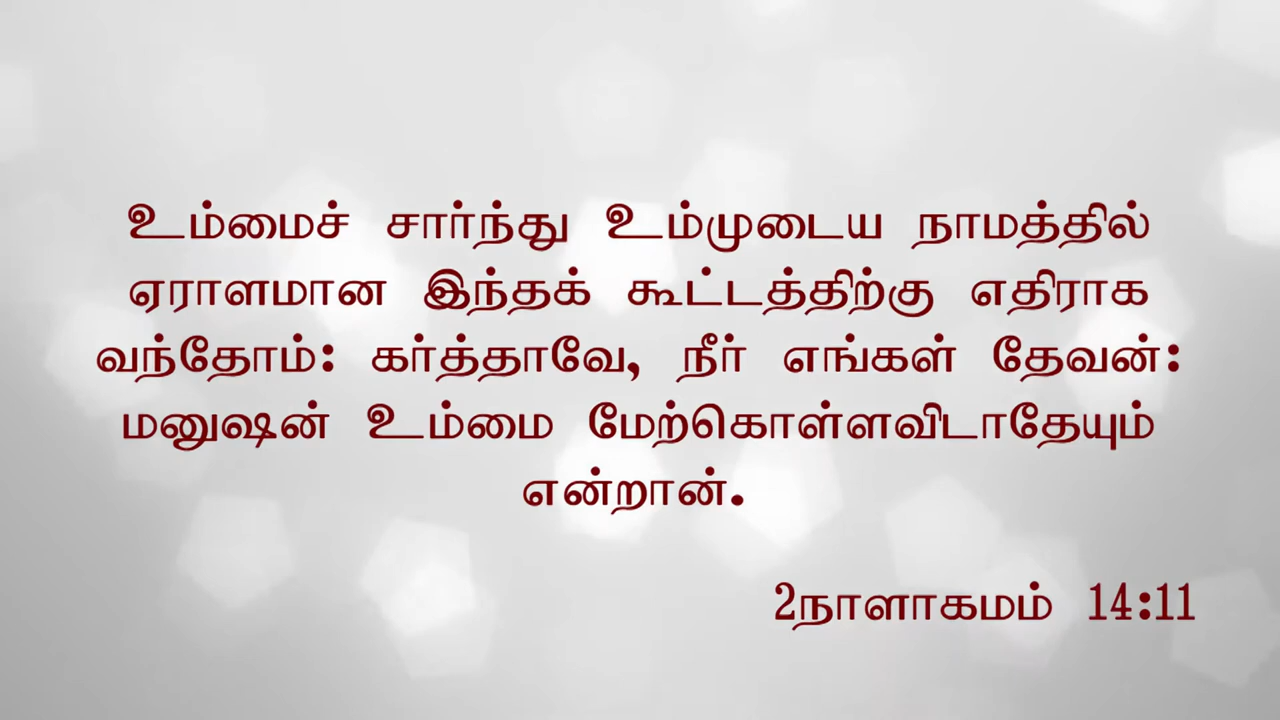 உம்மைச் சார்ந்து உம்முடைய நாமத்தில்
ஏராளமான இந்தக் கூட்டத்திற்கு எதிராக
வந்தோம்: கர்த்தாவே, நீர் எங்கள் தேவன்:
மனுஷன் உம்மை மேற்கொள்ளவிடாதேயும்
என்றான்.
2நாளாகமம் 14:11